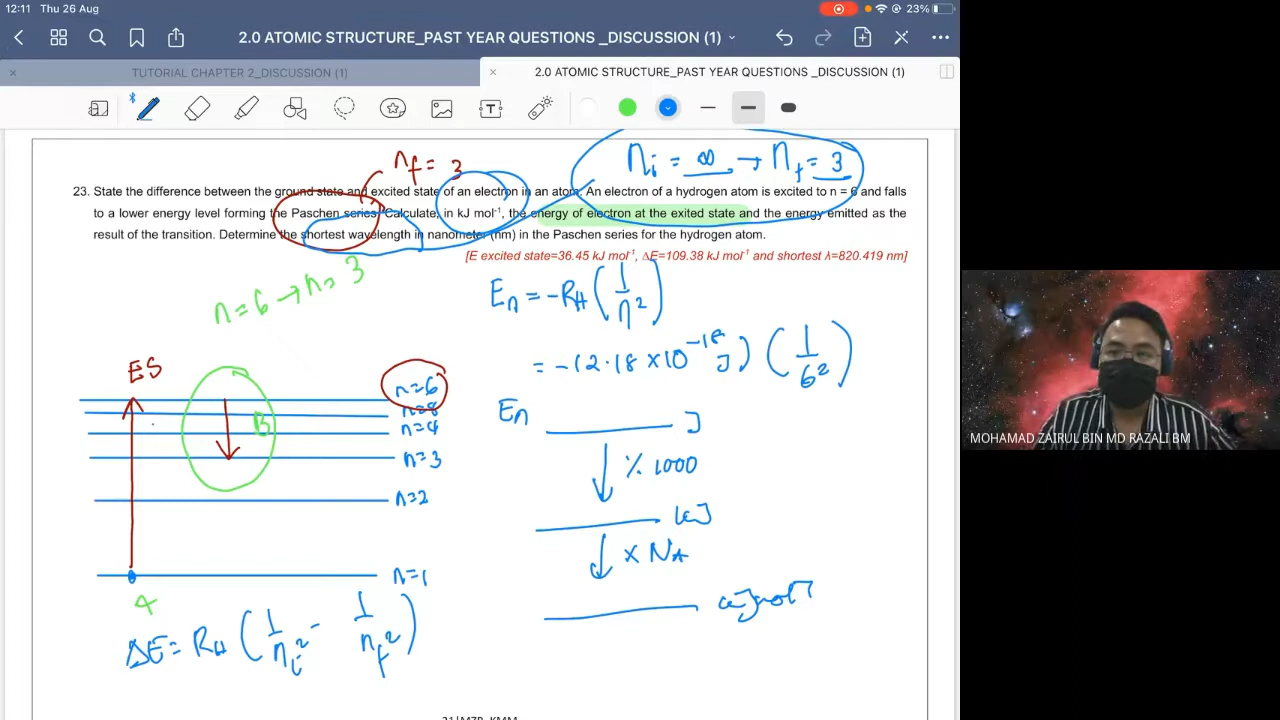 12:11 Thu 26 Aug
23%
2.0 ATOMIC STRUCTURE_PAST YEAR QUESTIONS _DISCUSSION (1)
TUTORIAL CHAPTER 2_DISCUSSION (1)
2.0 ATOMIC STRUCTURE_PAST YEAR QUESTIONS _DISCUSSION (1)
nf = 3
ni = ∞ → nf = 3
23. State the difference between the ground state and excited state of an electron in an atom. An electron of a hydrogen atom is excited to n = 6 and falls
to a lower energy level forming the Paschen series. Calculate, in kJ mol-1, the energy of electron at the exited state and the energy emitted as the
result of the transition. Determine the shortest wavelength in nanometer (nm) in the Paschen series for the hydrogen atom.
[E excited state=36.45 kJ mol-1, ΔE=109.38 kJ mol-1 and shortest λ=820.419 nm]
n=6 → n=3
En = -RH (1/n²)
= -(2.18 x10-18 J) (1/6²)
ES
n=6
n=4
B
n=3
n=2
n=1
A
En J
% 1000
kJ
x NA
kJmol-1
ΔE = RH (1/ni² - 1/nf²)
MOHAMAD ZAIRUL BIN MD RAZALI BM